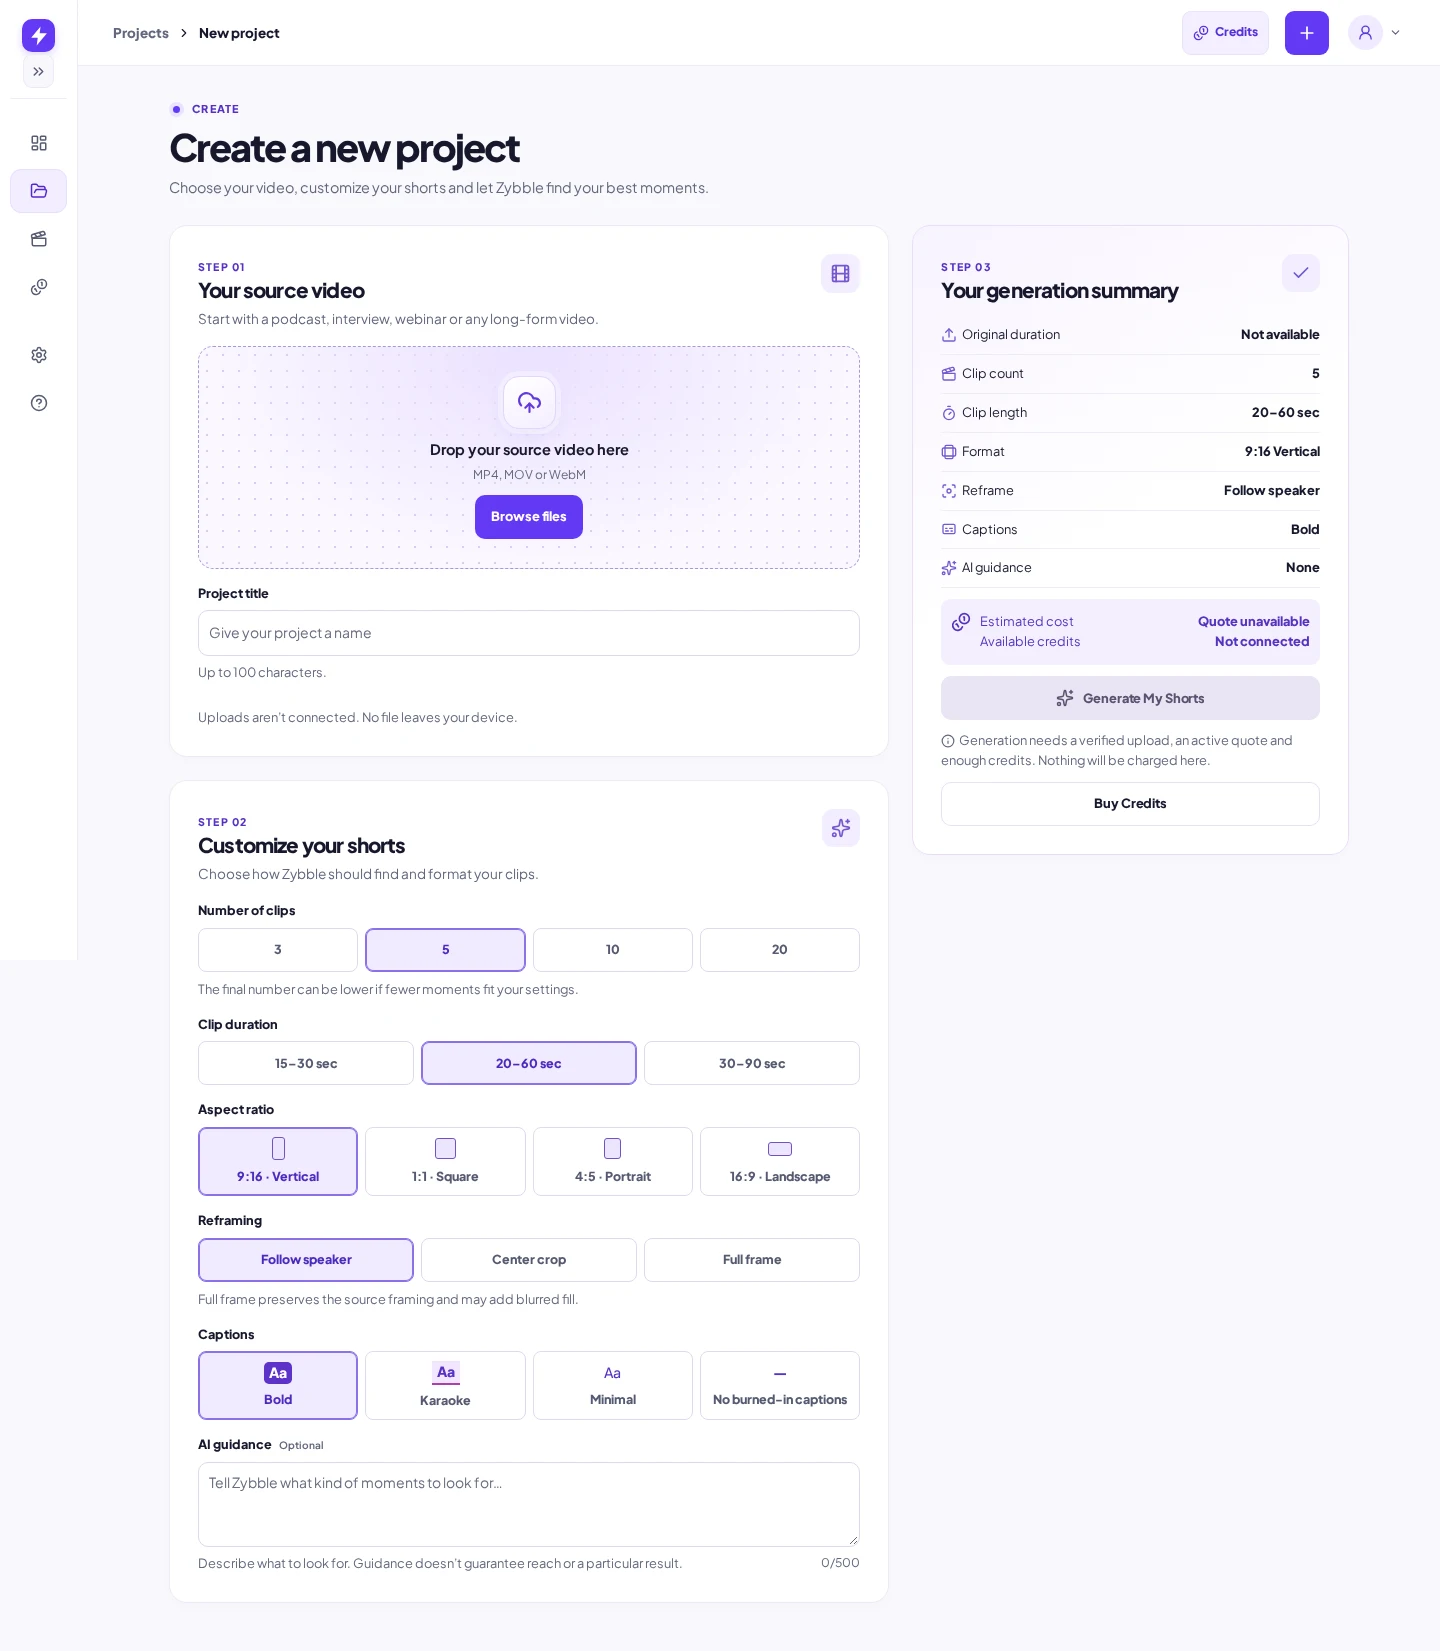 Projects > New project
Credits
CREATE
Create a new project
Choose your video, customize your shorts and let Zybble find your best moments.
STEP 01
Your source video
Start with a podcast, interview, webinar or any long-form video.
Drop your source video here
MP4, MOV or WebM
Browse files
Project title
Give your project a name
Up to 100 characters.
Uploads aren't connected. No file leaves your device.
STEP 02
Customize your shorts
Choose how Zybble should find and format your clips.
Number of clips
3 5 10 20
The final number can be lower if fewer moments fit your settings.
Clip duration
15–30 sec 20–60 sec 30–90 sec
Aspect ratio
9:16 · Vertical 1:1 · Square 4:5 · Portrait 16:9 · Landscape
Reframing
Follow speaker Center crop Full frame
Full frame preserves the source framing and may add blurred fill.
Captions
Aa Aa Aa —
Bold Karaoke Minimal No burned-in captions
AI guidance Optional
Tell Zybble what kind of moments to look for…
Describe what to look for. Guidance doesn't guarantee reach or a particular result. 0/500
STEP 03
Your generation summary
Original duration Not available
Clip count 5
Clip length 20–60 sec
Format 9:16 Vertical
Reframe Follow speaker
Captions Bold
AI guidance None
Estimated cost Quote unavailable
Available credits Not connected
Generate My Shorts
Generation needs a verified upload, an active quote and
enough credits. Nothing will be charged here.
Buy Credits